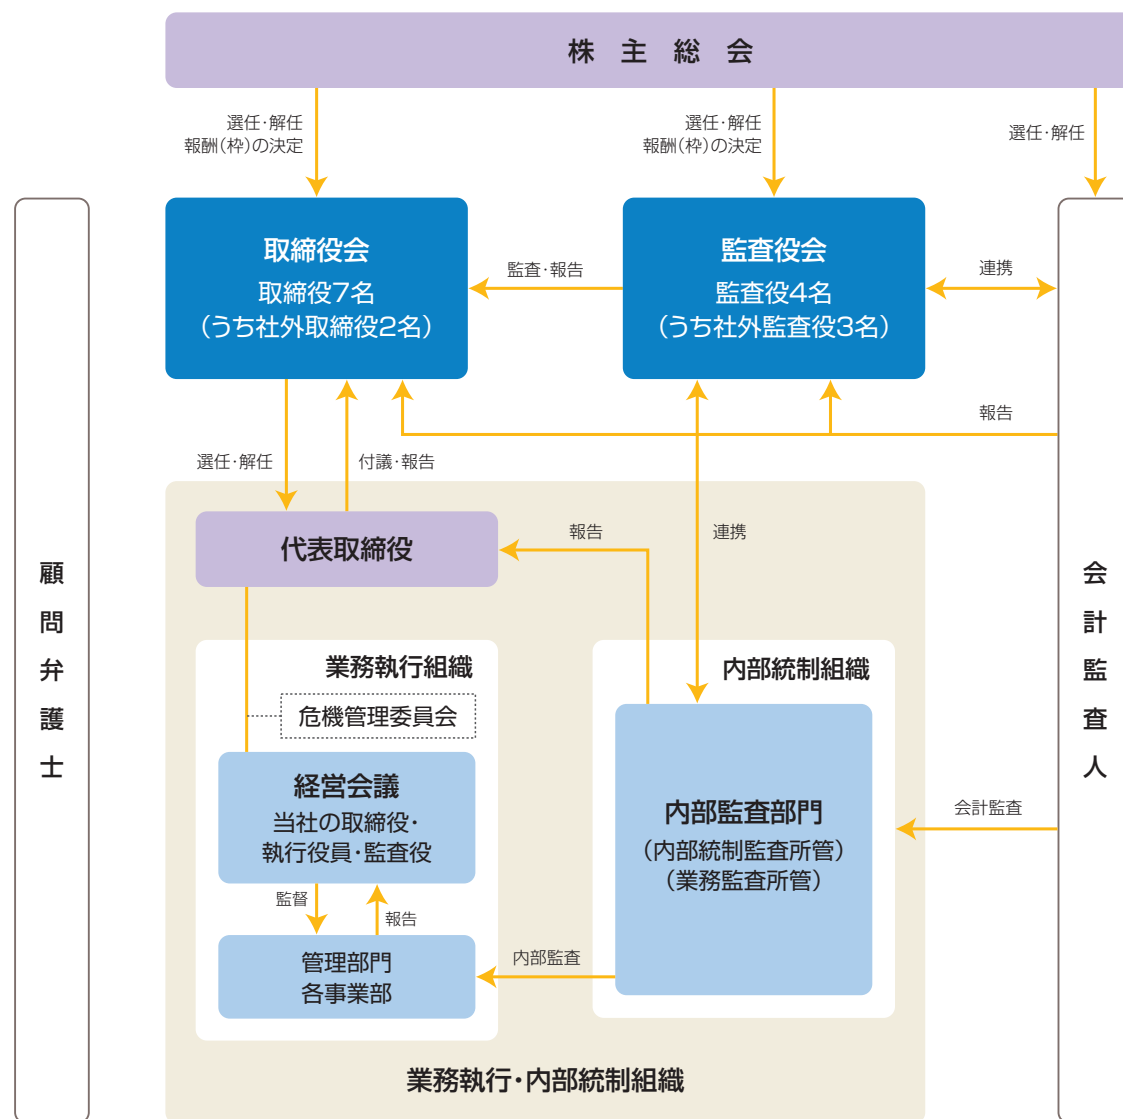 株主総会
選任・解任
報酬（枠）の決定
選任・解任
報酬（枠）の決定
選任・解任
取締役会
取締役7名
（うち社外取締役2名）
監査・報告
監査役会
監査役4名
（うち社外監査役3名）
連携
報告
選任・解任
付議・報告
代表取締役
報告
連携
顧問弁護士
会計監査人
業務執行組織
危機管理委員会
経営会議
当社の取締役・
執行役員・監査役
監督
報告
管理部門
各事業部
内部統制組織
内部監査部門
（内部統制監査所管）
（業務監査所管）
会計監査
内部監査
業務執行・内部統制組織